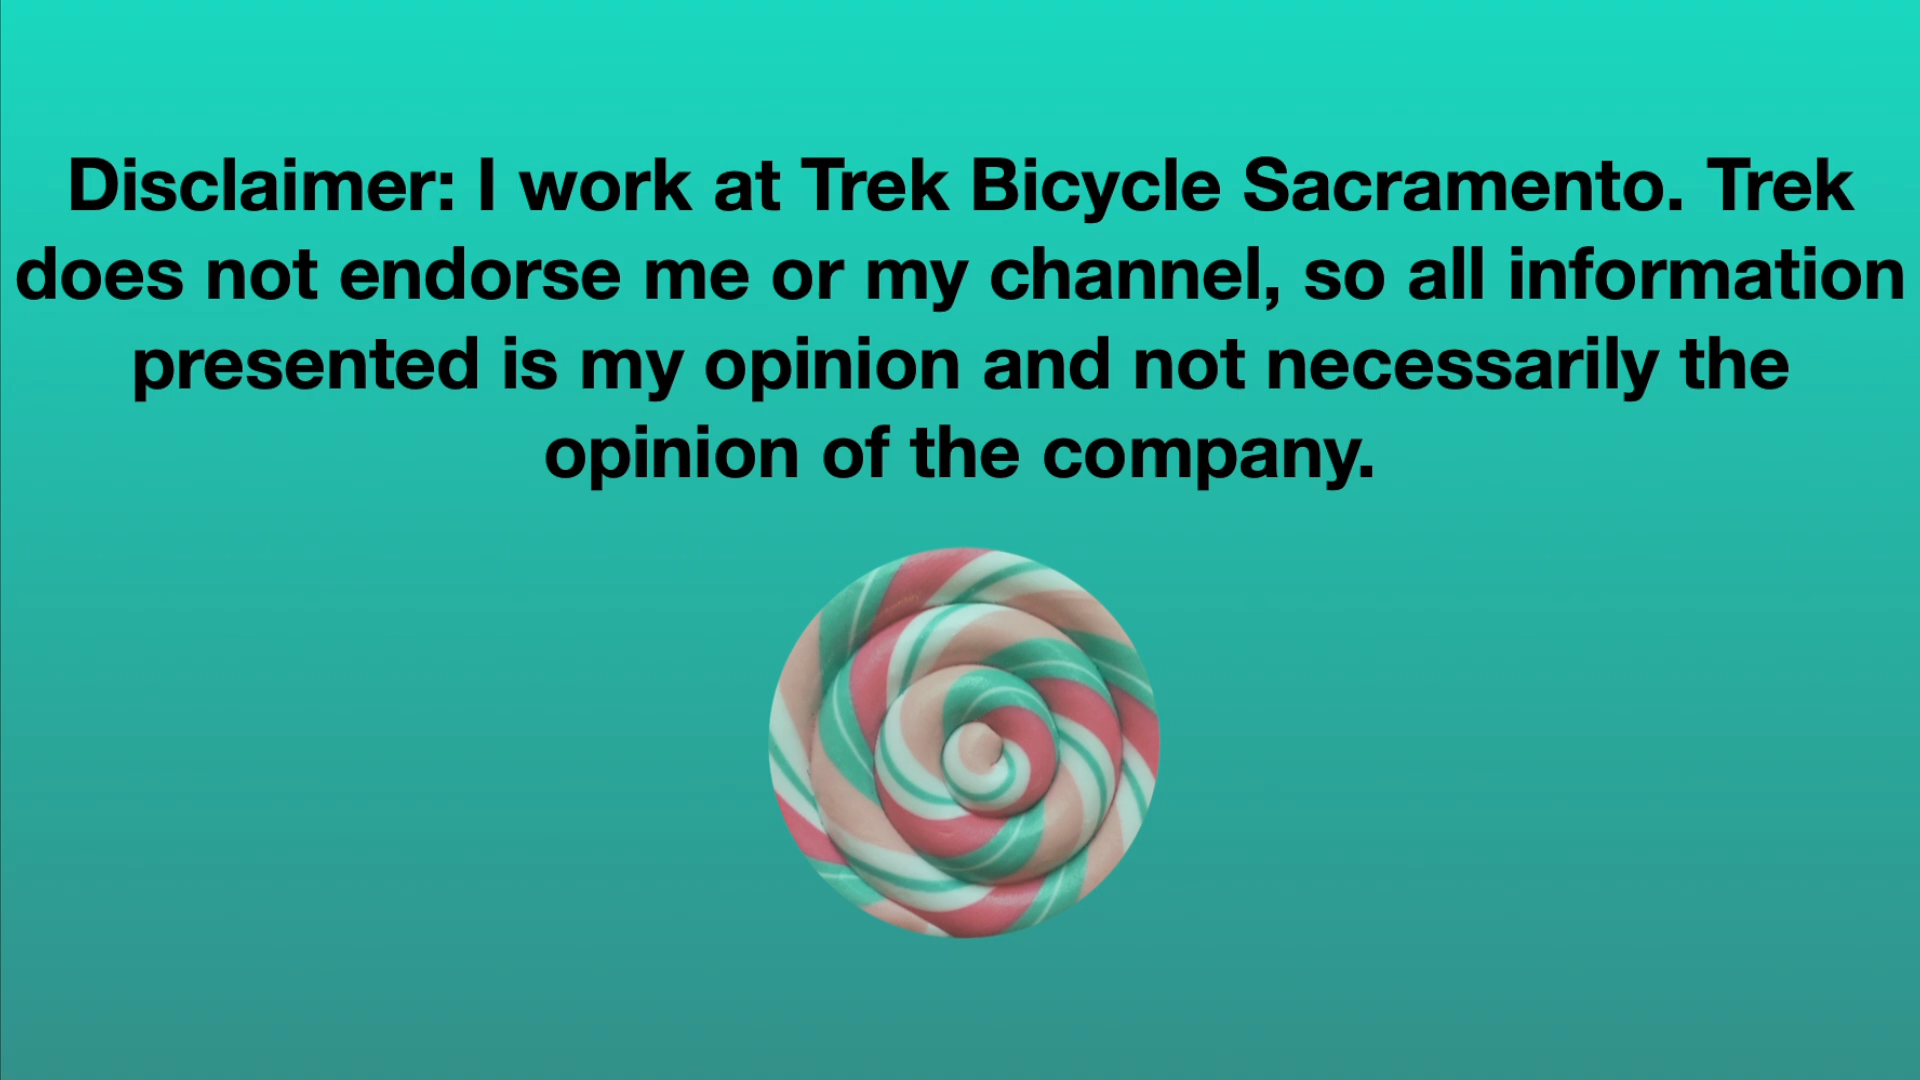 Disclaimer: I work at Trek Bicycle Sacramento. Trek
does not endorse me or my channel, so all information
presented is my opinion and not necessarily the
opinion of the company.